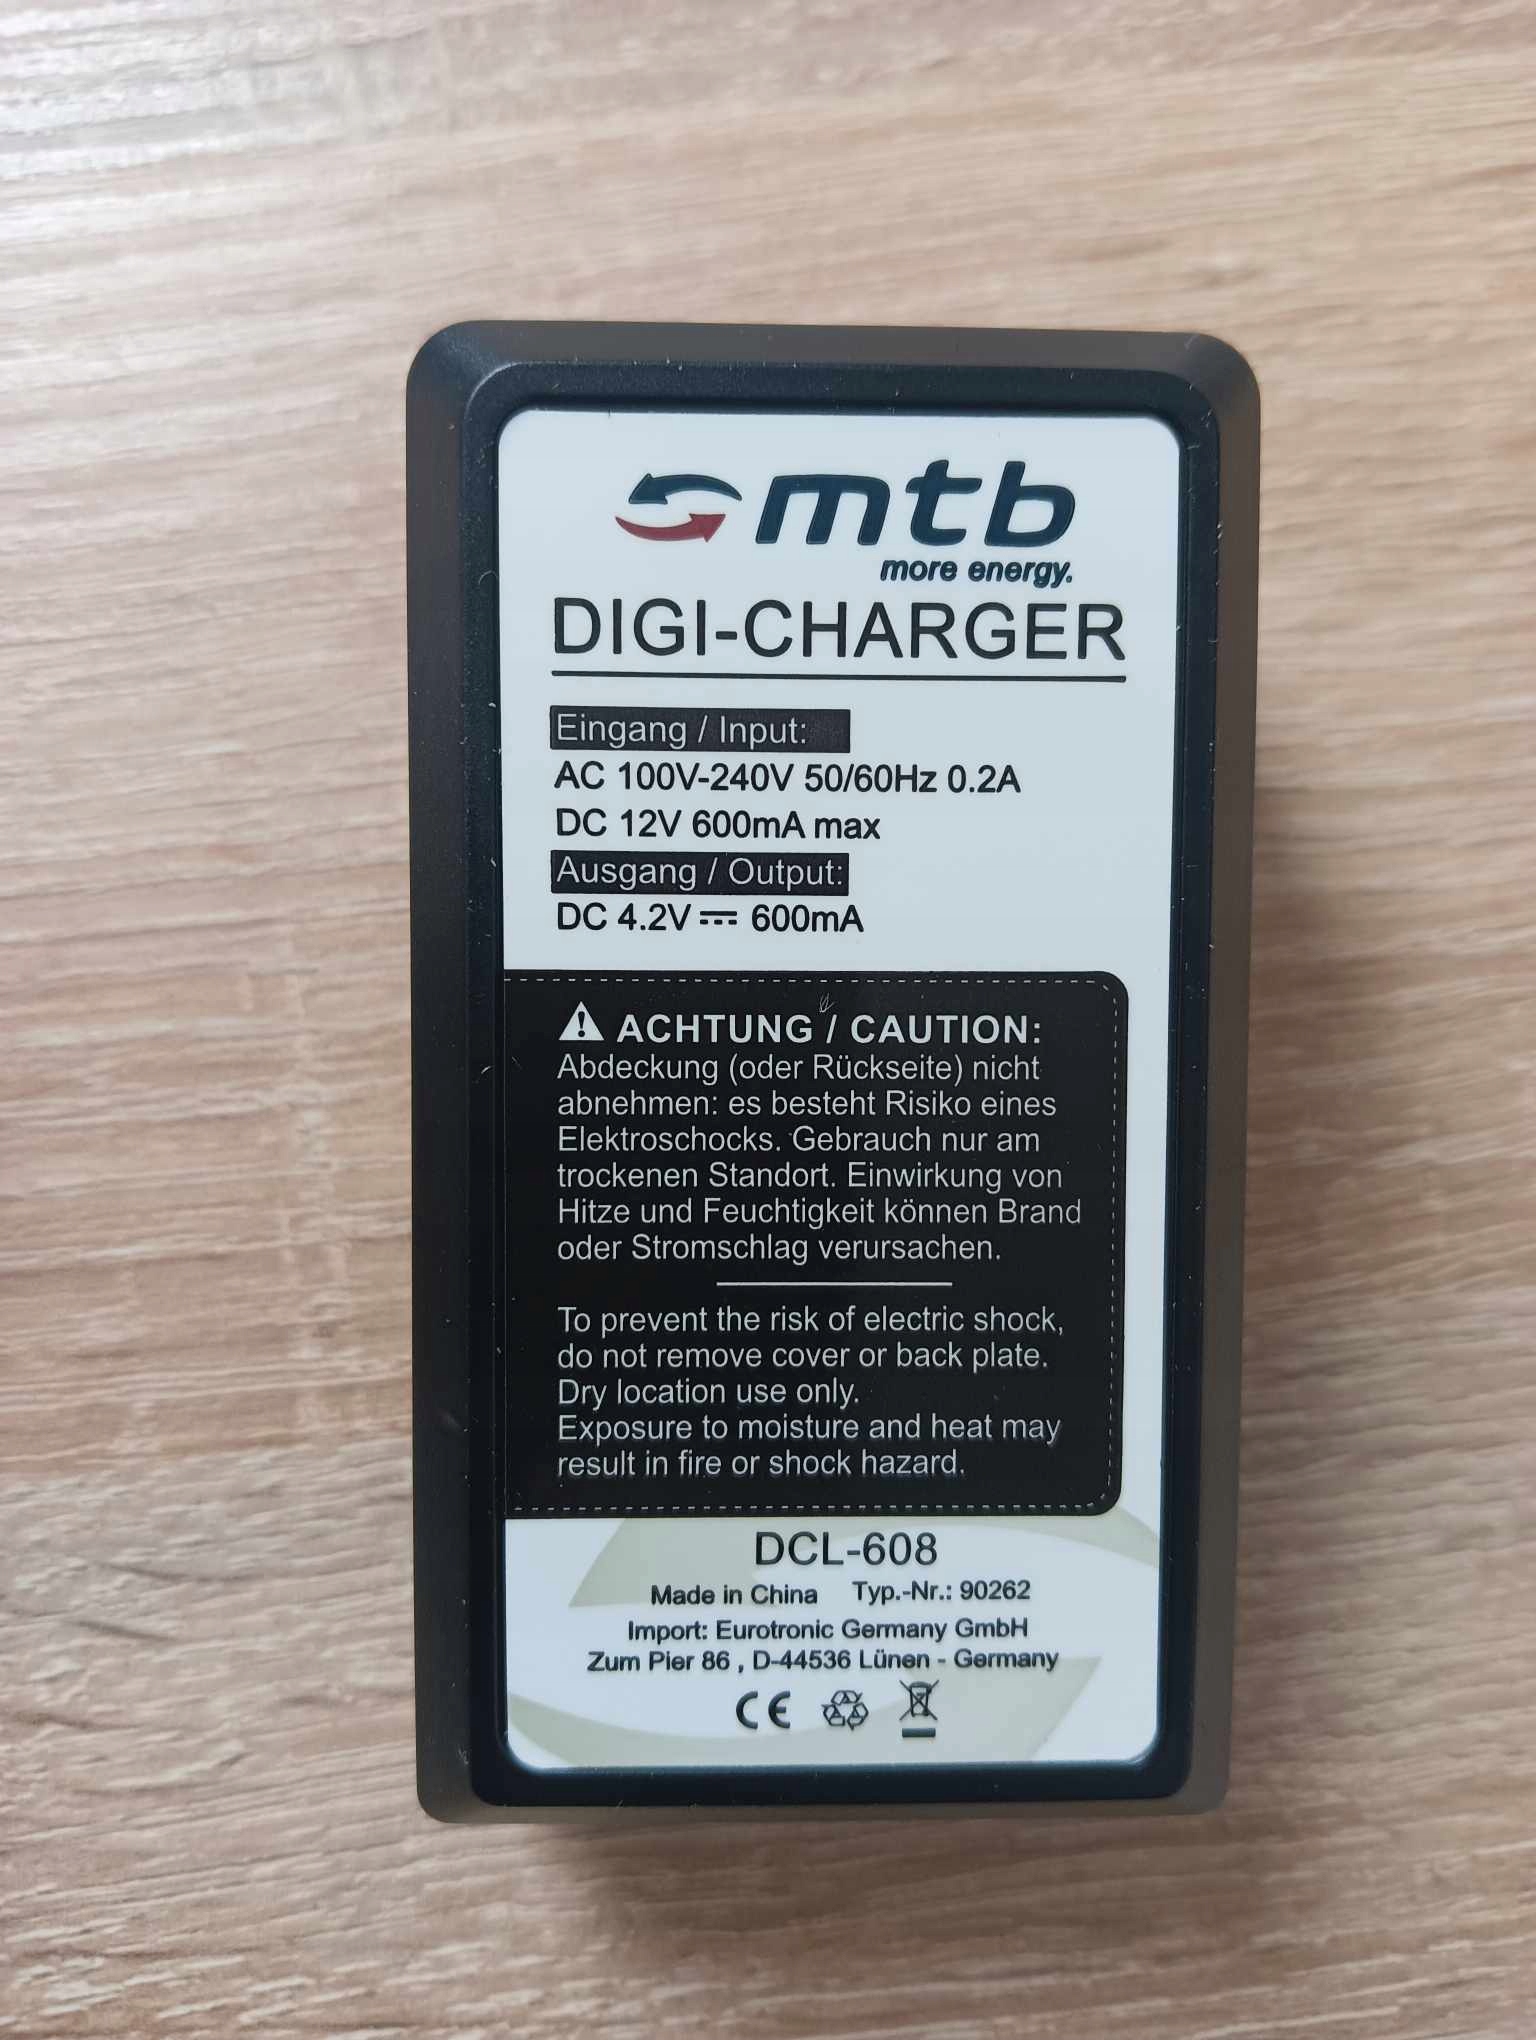 mtb
more energy.
DIGI-CHARGER
Eingang / Input:
AC 100V-240V 50/60Hz 0.2A
DC 12V 600mA max
Ausgang / Output:
DC 4.2V ⎓ 600mA
ACHTUNG / CAUTION:
Abdeckung (oder Rückseite) nicht
abnehmen: es besteht Risiko eines
Elektroschocks. Gebrauch nur am
trockenen Standort. Einwirkung von
Hitze und Feuchtigkeit können Brand
oder Stromschlag verursachen.
To prevent the risk of electric shock,
do not remove cover or back plate.
Dry location use only.
Exposure to moisture and heat may
result in fire or shock hazard.
DCL-608
Made in China Typ.-Nr.: 90262
Import: Eurotronic Germany GmbH
Zum Pier 86 , D-44536 Lünen - Germany
CE